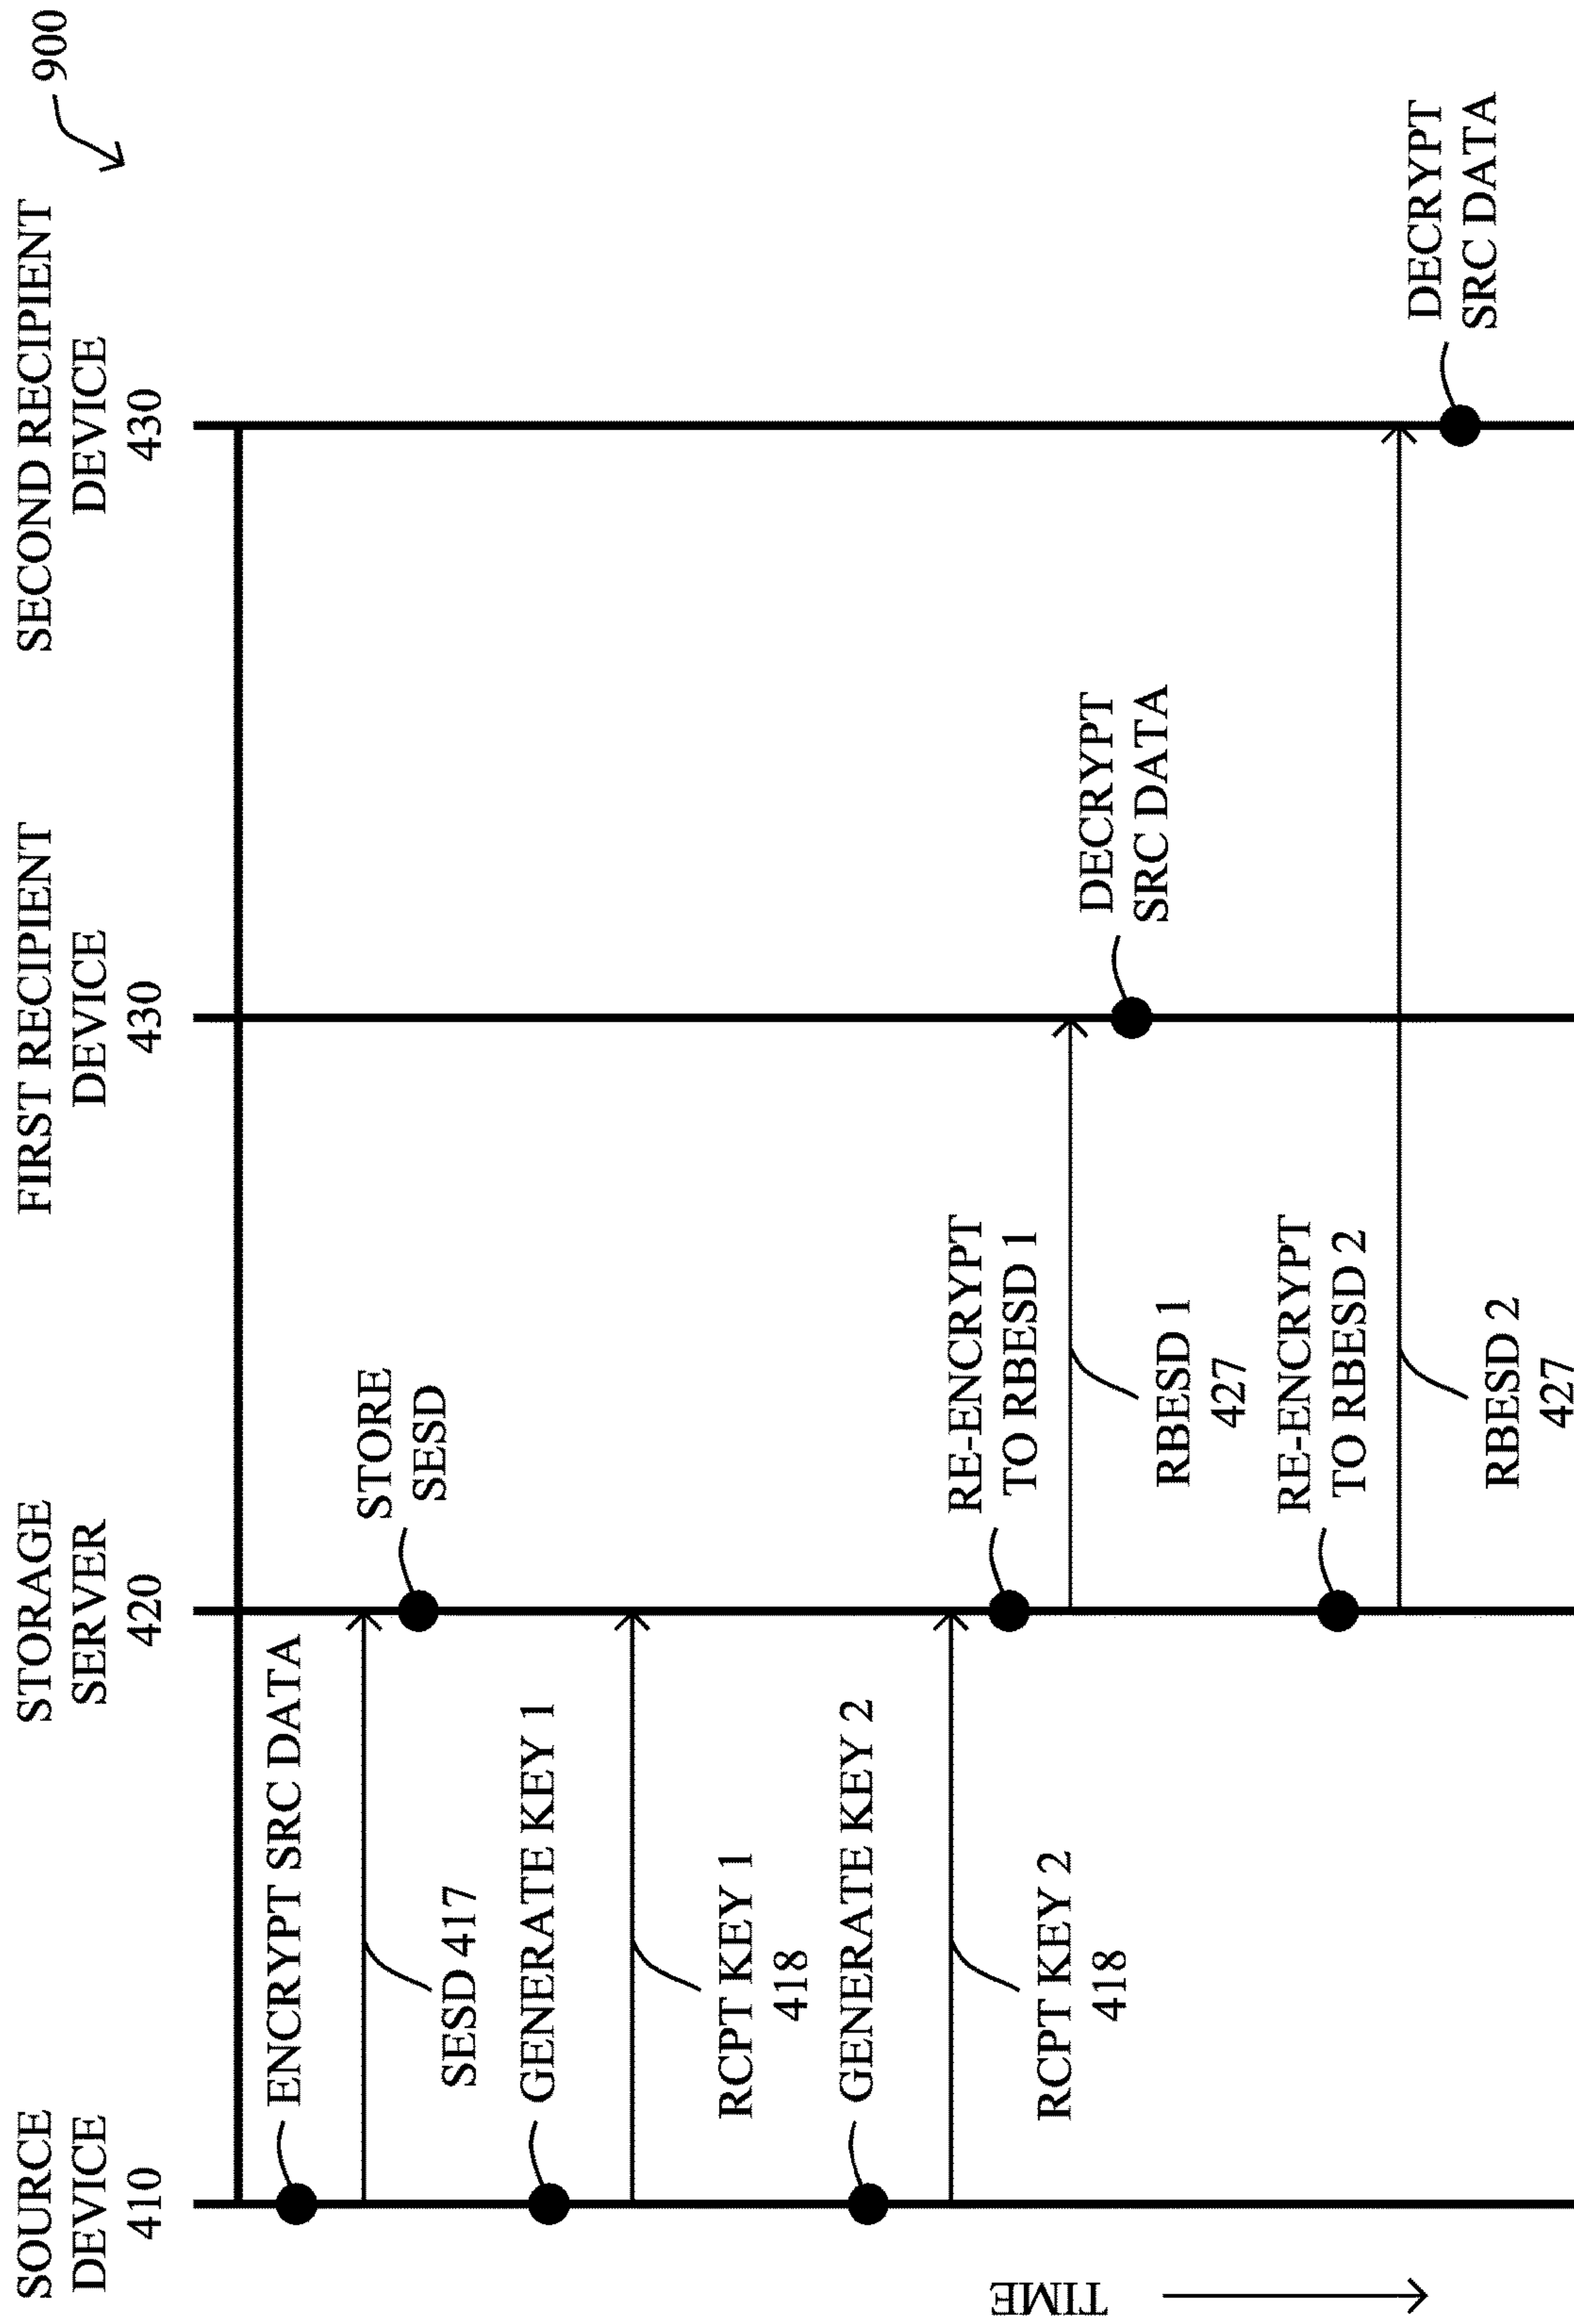 900
SOURCE
DEVICE
410
STORAGE
SERVER
420
FIRST RECIPIENT
DEVICE
430
SECOND RECIPIENT
DEVICE
430
ENCRYPT SRC DATA
SESD 417
STORE
SESD
GENERATE KEY 1
RCPT KEY 1
418
GENERATE KEY 2
RCPT KEY 2
418
RE-ENCRYPT
TO RBESD 1
RBESD 1
427
DECRYPT
SRC DATA
RE-ENCRYPT
TO RBESD 2
RBESD 2
427
DECRYPT
SRC DATA
TIME